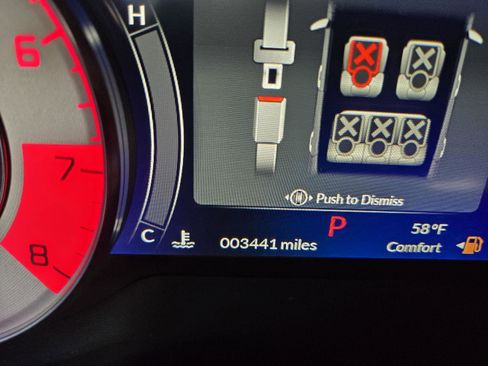 H
6
7
8
Push to Dismiss
C
003441 miles
P
58°F
Comfort